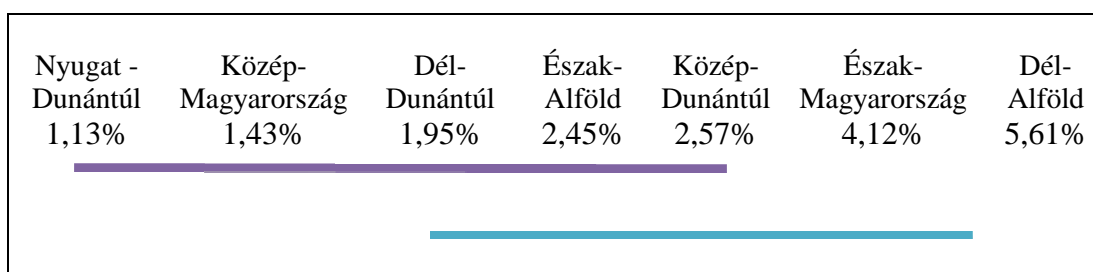 Nyugat - Közép- Dél- Észak- Közép- Észak- Dél-
Dunántúl Magyarország Dunántúl Alföld Dunántúl Magyarország Alföld
1,13% 1,43% 1,95% 2,45% 2,57% 4,12% 5,61%